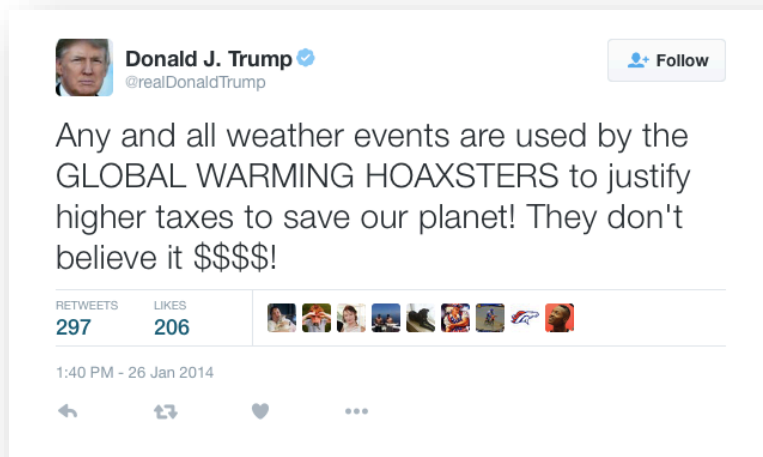 Donald J. Trump
@realDonaldTrump
Follow
Any and all weather events are used by the
GLOBAL WARMING HOAXSTERS to justify
higher taxes to save our planet! They don't
believe it $$$$!
RETWEETS LIKES
297 206
1:40 PM - 26 Jan 2014